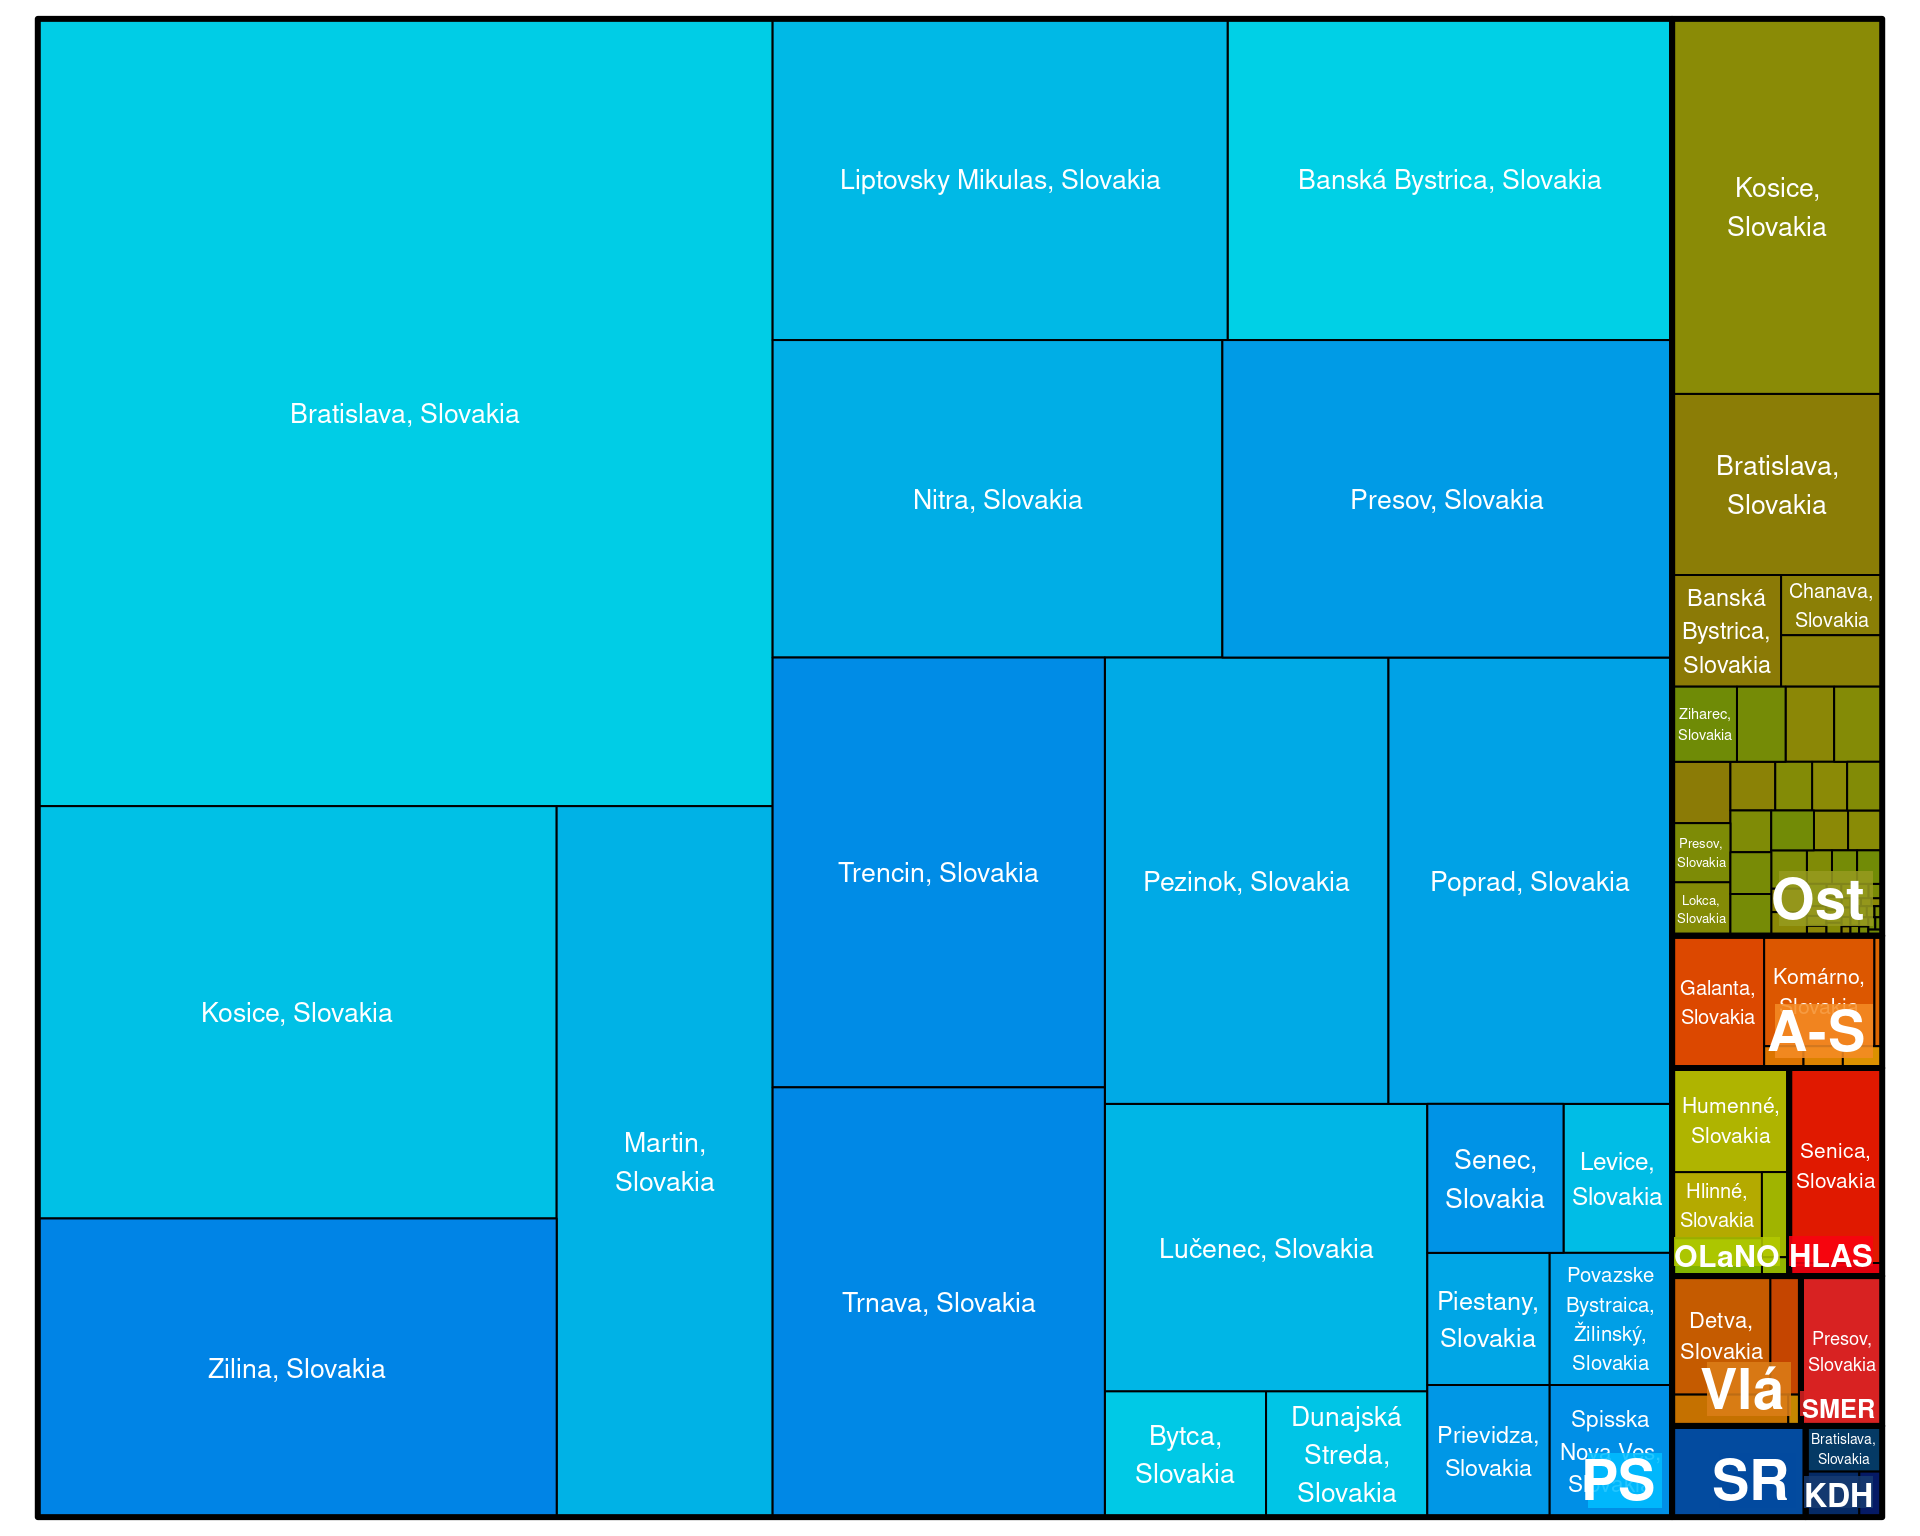 Bratislava, Slovakia
Liptovsky Mikulas, Slovakia
Banská Bystrica, Slovakia
Nitra, Slovakia
Presov, Slovakia
Kosice, Slovakia
Zilina, Slovakia
Martin,
Slovakia
Trencin, Slovakia
Trnava, Slovakia
Pezinok, Slovakia
Poprad, Slovakia
Lučenec, Slovakia
Bytca,
Slovakia
Dunajská
Streda,
Slovakia
Senec,
Slovakia
Levice,
Slovakia
Piestany,
Slovakia
Povazske
Bystraica,
Žilinský,
Slovakia
Prievidza,
Slovakia
Spisska
Nova Ves,
Slovakia
PS
Kosice,
Slovakia
Bratislava,
Slovakia
Banská
Bystrica,
Slovakia
Chanava,
Slovakia
Ziharec,
Slovakia
Presov,
Slovakia
Lokca,
Slovakia
Ost
Galanta,
Slovakia
Komárno,
Slovakia
A-S
Humenné,
Slovakia
Hlinné,
Slovakia
OLaNO
Senica,
Slovakia
HLAS
Detva,
Slovakia
Vlá
Presov,
Slovakia
SMER
SR
Bratislava,
Slovakia
KDH